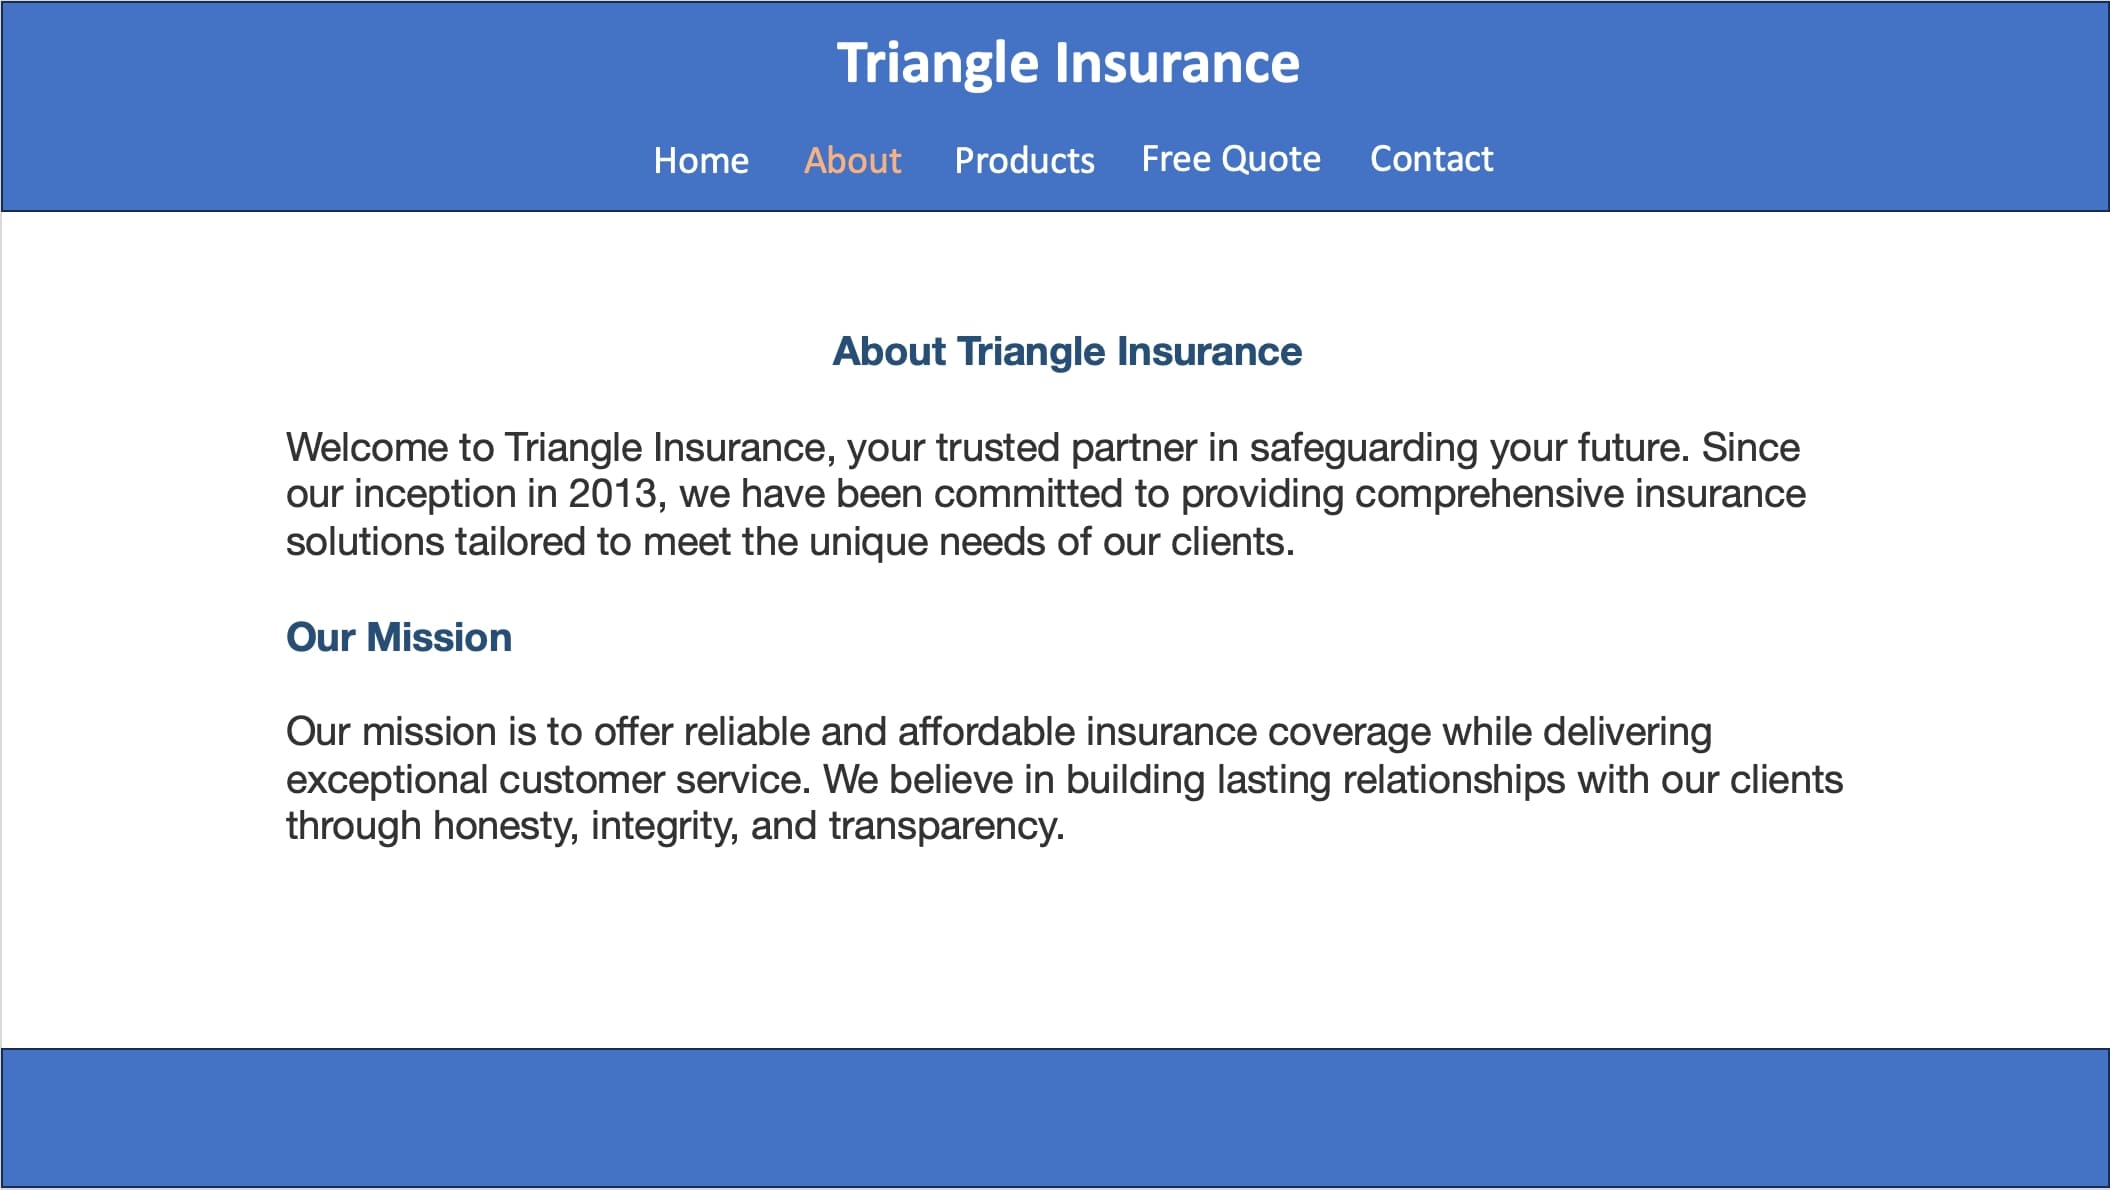 Triangle Insurance
Home About Products Free Quote Contact
About Triangle Insurance
Welcome to Triangle Insurance, your trusted partner in safeguarding your future. Since
our inception in 2013, we have been committed to providing comprehensive insurance
solutions tailored to meet the unique needs of our clients.
Our Mission
Our mission is to offer reliable and affordable insurance coverage while delivering
exceptional customer service. We believe in building lasting relationships with our clients
through honesty, integrity, and transparency.